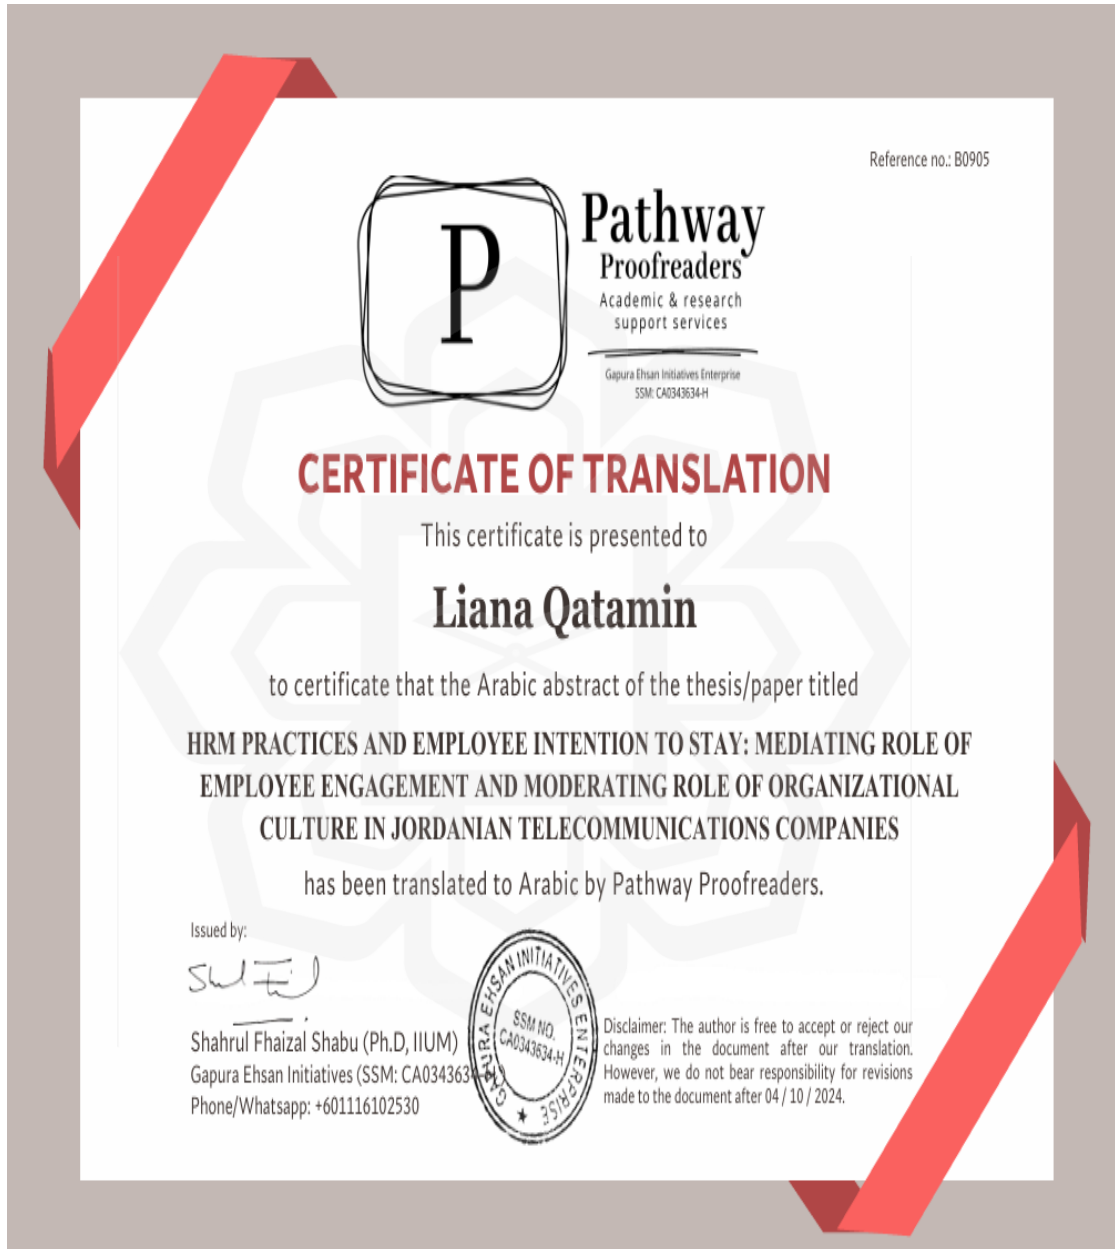 Reference no.: B0905
P
Pathway
Proofreaders
Academic & research
support services
Gapura Ehsan Initiatives Enterprise
SSM: CA0343634-H
CERTIFICATE OF TRANSLATION
This certificate is presented to
Liana Qatamin
to certificate that the Arabic abstract of the thesis/paper titled
HRM PRACTICES AND EMPLOYEE INTENTION TO STAY: MEDIATING ROLE OF
EMPLOYEE ENGAGEMENT AND MODERATING ROLE OF ORGANIZATIONAL
CULTURE IN JORDANIAN TELECOMMUNICATIONS COMPANIES
has been translated to Arabic by Pathway Proofreaders.
Issued by:
Shahrul Fhaizal Shabu (Ph.D, IIUM)
Gapura Ehsan Initiatives (SSM: CA0343634
Phone/Whatsapp: +601116102530
GAPURA EHSAN INITIATIVES ENTERPRISE
SSM NO.
CA0343634-H
Disclaimer: The author is free to accept or reject our
changes in the document after our translation.
However, we do not bear responsibility for revisions
made to the document after 04 / 10 / 2024.